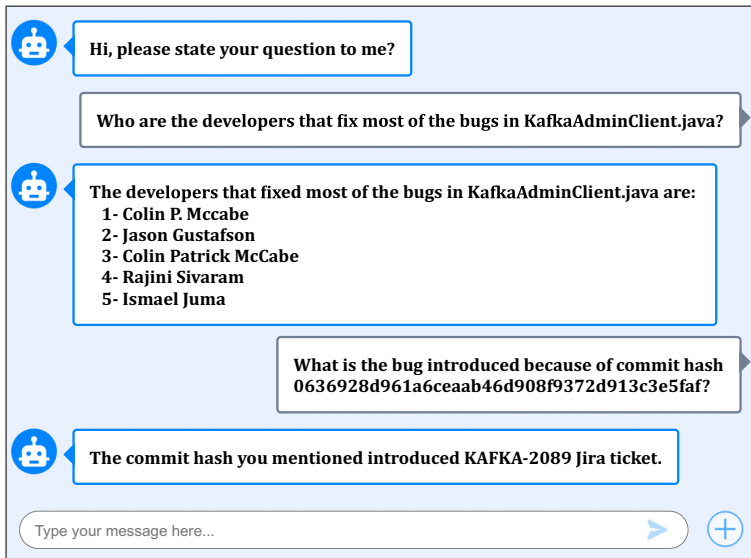 Hi, please state your question to me?
Who are the developers that fix most of the bugs in KafkaAdminClient.java?
The developers that fixed most of the bugs in KafkaAdminClient.java are:
1- Colin P. Mccabe
2- Jason Gustafson
3- Colin Patrick McCabe
4- Rajini Sivaram
5- Ismael Juma
What is the bug introduced because of commit hash
0636928d961a6ceaab46d908f9372d913c3e5faf?
The commit hash you mentioned introduced KAFKA-2089 Jira ticket.
Type your message here...